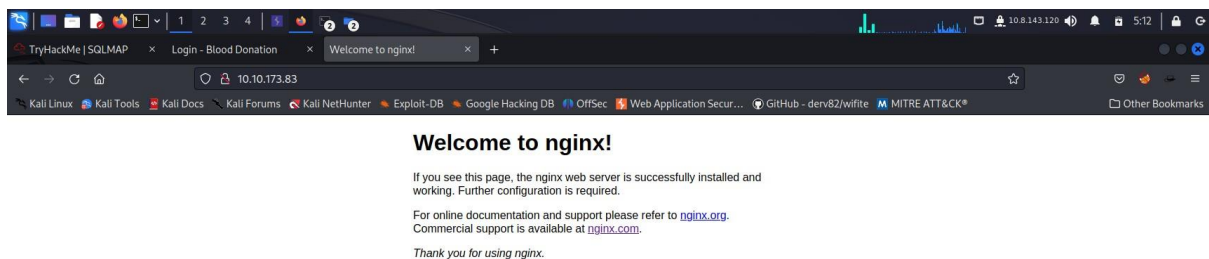 1 2 3 4 2 2 10.8.143.120 5:12
TryHackMe | SQLMAP Login - Blood Donation Welcome to nginx!
10.10.173.83
Kali Linux Kali Tools Kali Docs Kali Forums Kali NetHunter Exploit-DB Google Hacking DB OffSec Web Application Secur... GitHub - derv82/wifite MITRE ATT&CK® Other Bookmarks
Welcome to nginx!
If you see this page, the nginx web server is successfully installed and
working. Further configuration is required.
For online documentation and support please refer to nginx.org.
Commercial support is available at nginx.com.
Thank you for using nginx.